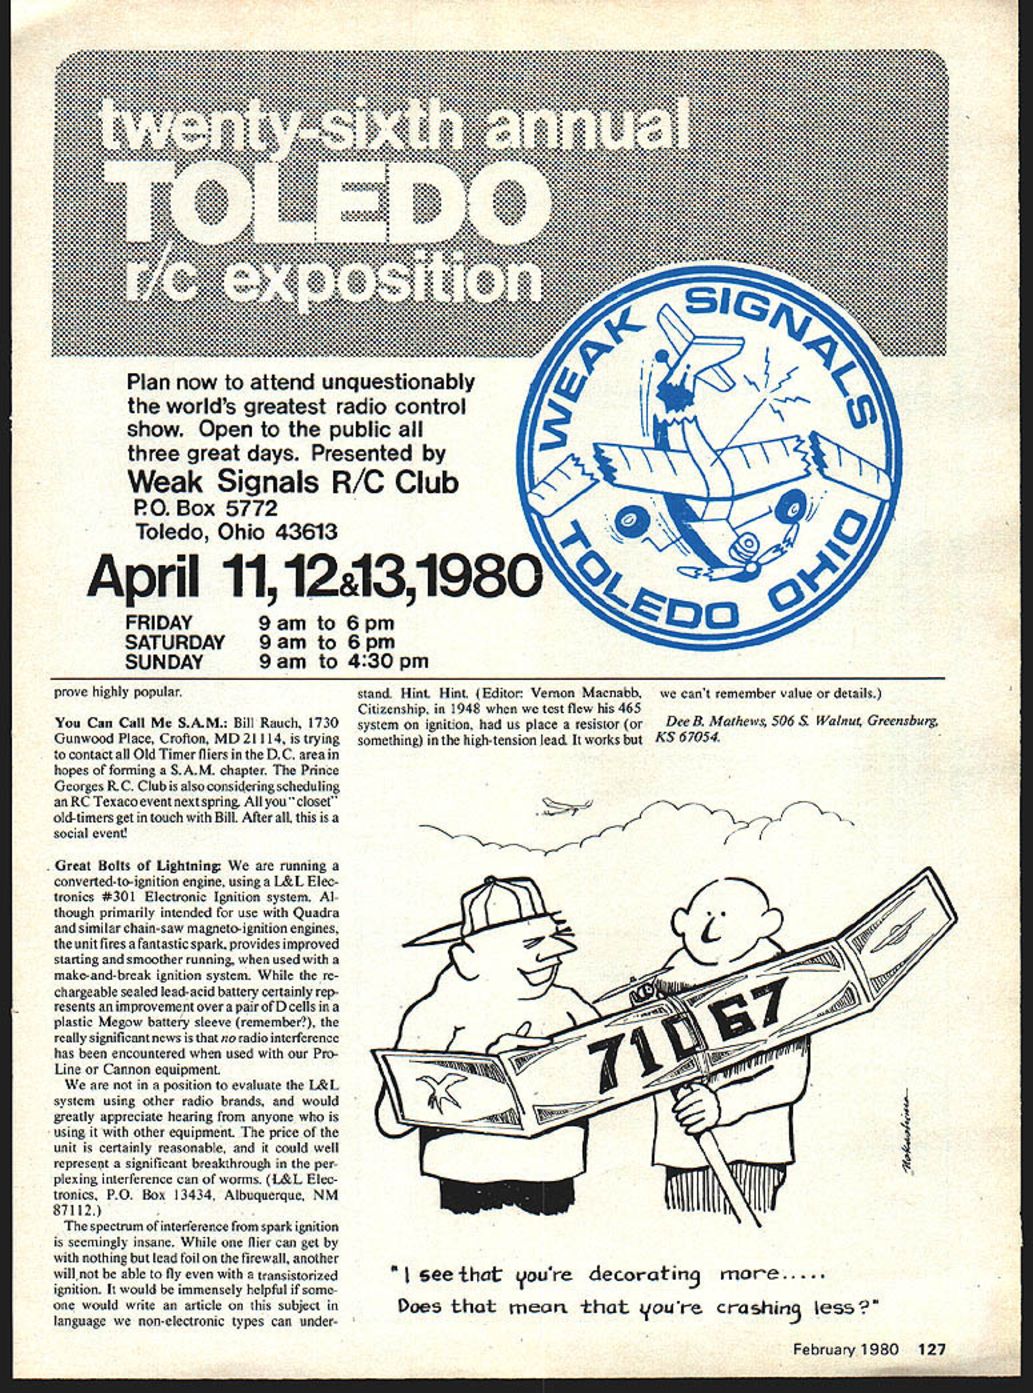 twenty-sixth annual
TOLEDO
r/c exposition
WEAK SIGNALS
TOLEDO OHIO
Plan now to attend unquestionably
the world's greatest radio control
show. Open to the public all
three great days. Presented by
Weak Signals R/C Club
P.O. Box 5772
Toledo, Ohio 43613
April 11, 12 & 13, 1980
FRIDAY 9 am to 6 pm
SATURDAY 9 am to 6 pm
SUNDAY 9 am to 4:30 pm
prove highly popular.
You Can Call Me S.A.M.: Bill Rauch, 1730
Gunwood Place, Crofton, MD 21114, is trying
to contact all Old Timer fliers in the D.C. area in
hopes of forming a S.A.M. chapter. The Prince
Georges R.C. Club is also considering scheduling
an RC Texaco event next spring. All you "closet"
old-timers get in touch with Bill. After all, this is a
social event!
Great Bolts of Lightning: We are running a
converted-to-ignition engine, using a L&L Elec-
tronics #301 Electronic Ignition system. Al-
though primarily intended for use with Quadra
and similar chain-saw magneto-ignition engines,
the unit fires a fantastic spark, provides improved
starting and smoother running, when used with a
make-and-break ignition system. While the re-
chargeable sealed lead-acid battery certainly rep-
resents an improvement over a pair of D cells in a
plastic Megow battery sleeve (remember?), the
really significant news is that no radio interference
has been encountered when used with our Pro-
Line or Cannon equipment.
We are not in a position to evaluate the L&L
system using other radio brands, and would
greatly appreciate hearing from anyone who is
using it with other equipment. The price of the
unit is certainly reasonable, and it could well
represent a significant breakthrough in the per-
plexing interference can of worms. (L&L Elec-
tronics, P.O. Box 13434, Albuquerque, NM
87112.)
The spectrum of interference from spark ignition
is seemingly insane. While one flier can get by
with nothing but lead foil on the firewall, another
will not be able to fly even with a transistorized
ignition. It would be immensely helpful if some-
one would write an article on this subject in
language we non-electronic types can under-
stand. Hint. Hint. (Editor: Vernon Macnabb,
Citizenship, in 1948 when we test flew his 465
system on ignition, had us place a resistor (or
something) in the high-tension lead. It works but
we can't remember value or details.)
Dee B. Mathews, 506 S. Walnut, Greensburg,
KS 67054.
71067
"I see that you're decorating more.....
Does that mean that you're crashing less?"
February 1980 127